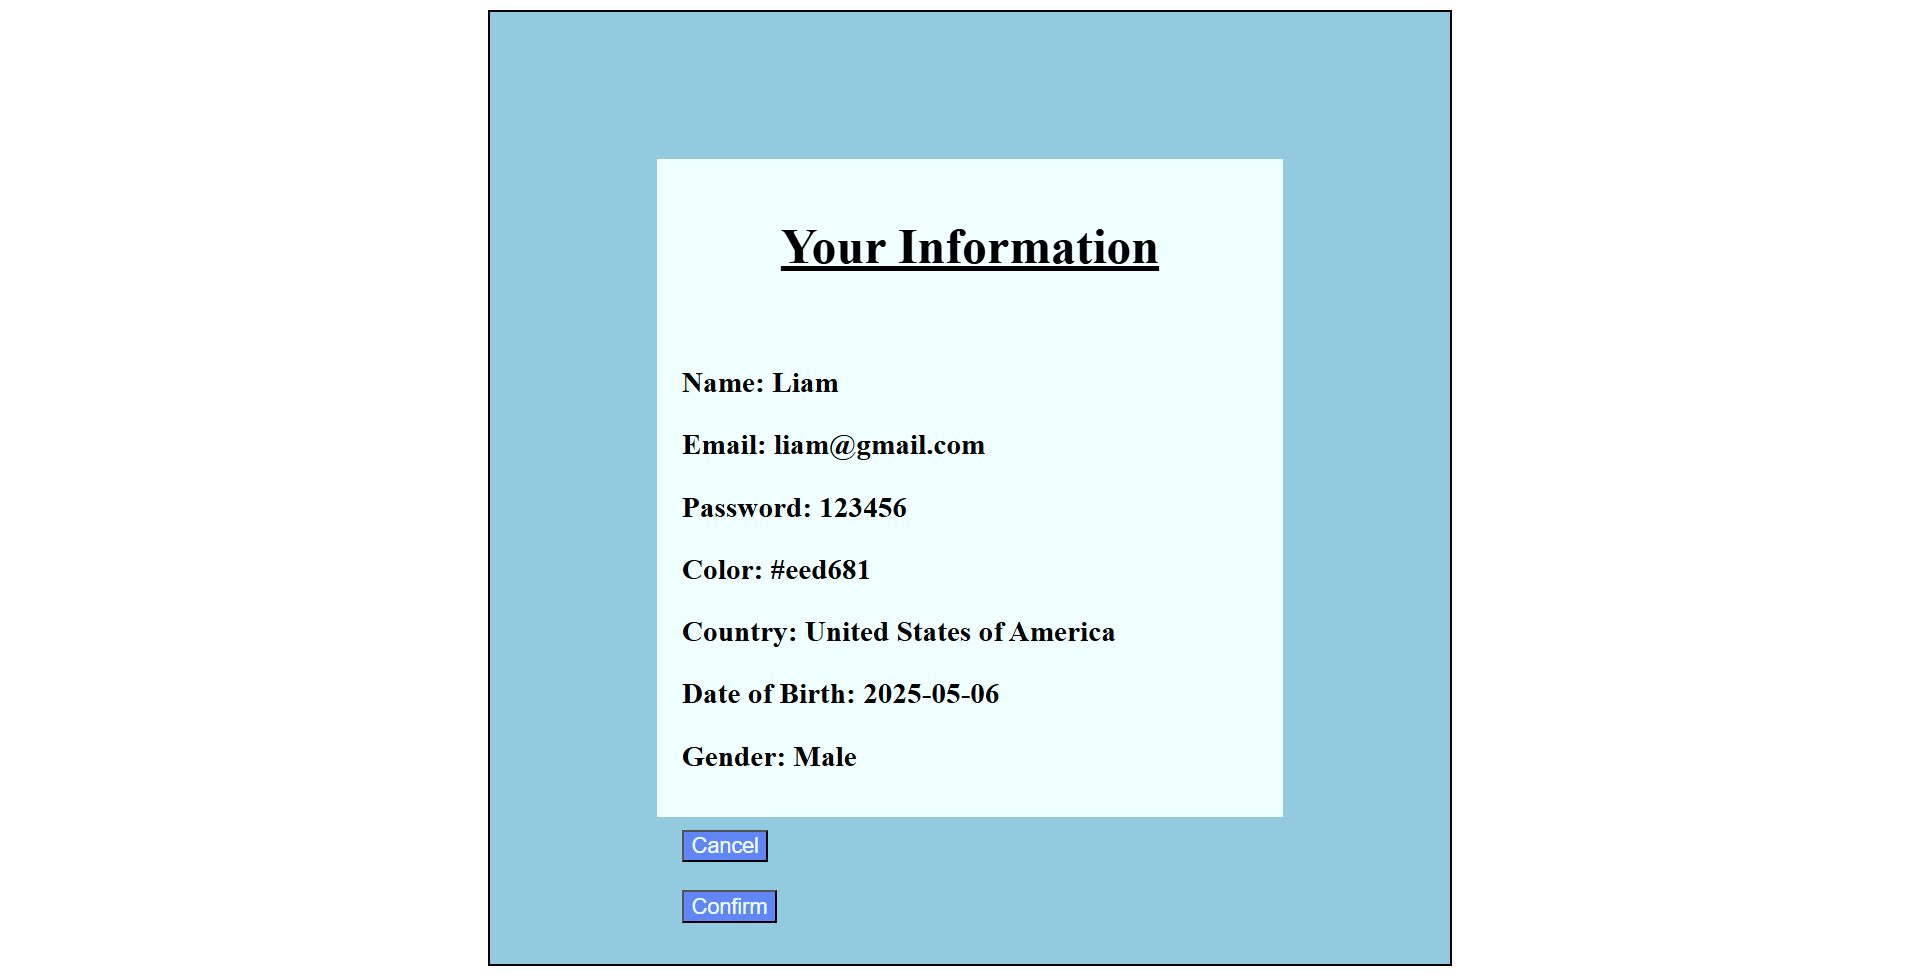 Your Information
Name: Liam
Email: liam@gmail.com
Password: 123456
Color: #eed681
Country: United States of America
Date of Birth: 2025-05-06
Gender: Male
Cancel
Confirm